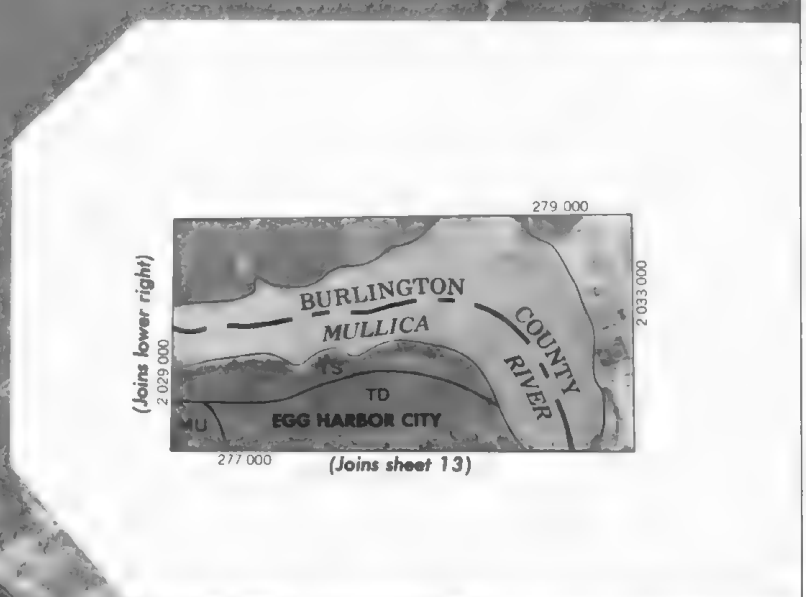 279 000
(Joins lower right)
2 029 000
2 033 000
BURLINGTON
COUNTY
MULLICA
RIVER
TS
TD
MU
EGG HARBOR CITY
277 000
(Joins sheet 13)